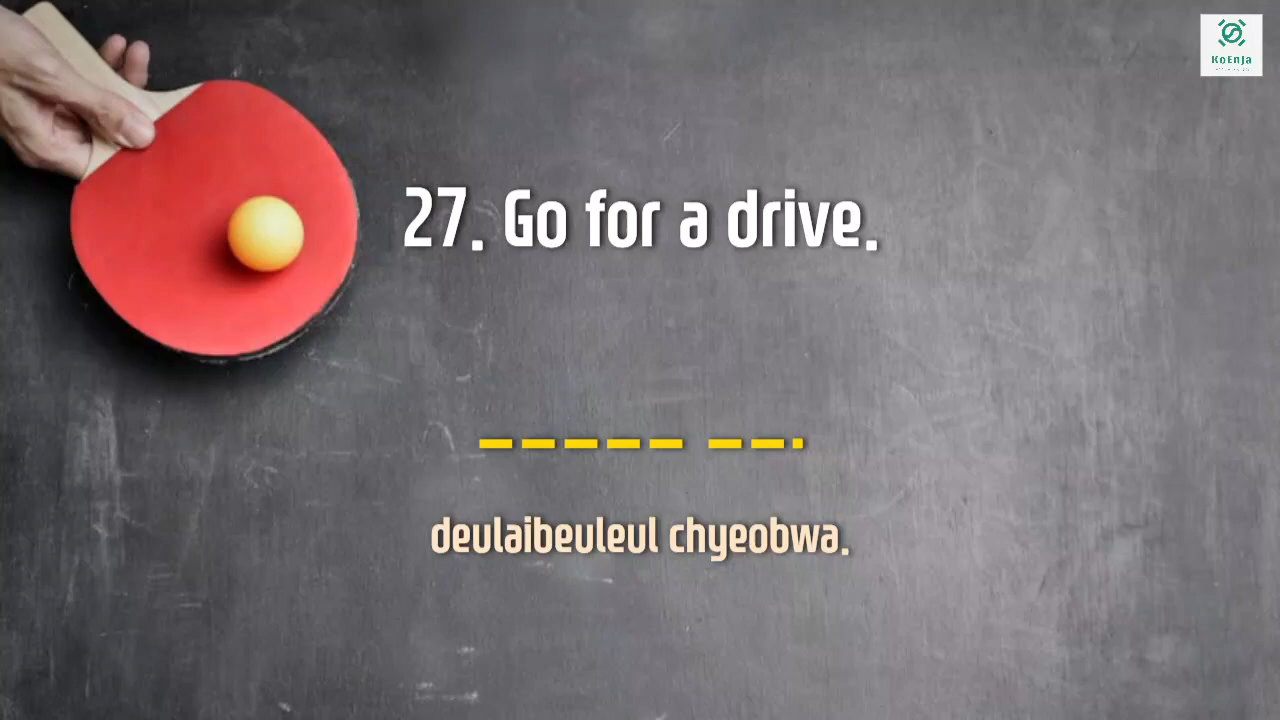 KoEnJa
27. Go for a drive.
_ _ _ _ _  _ _.
deulaibeuleul chyeobwa.